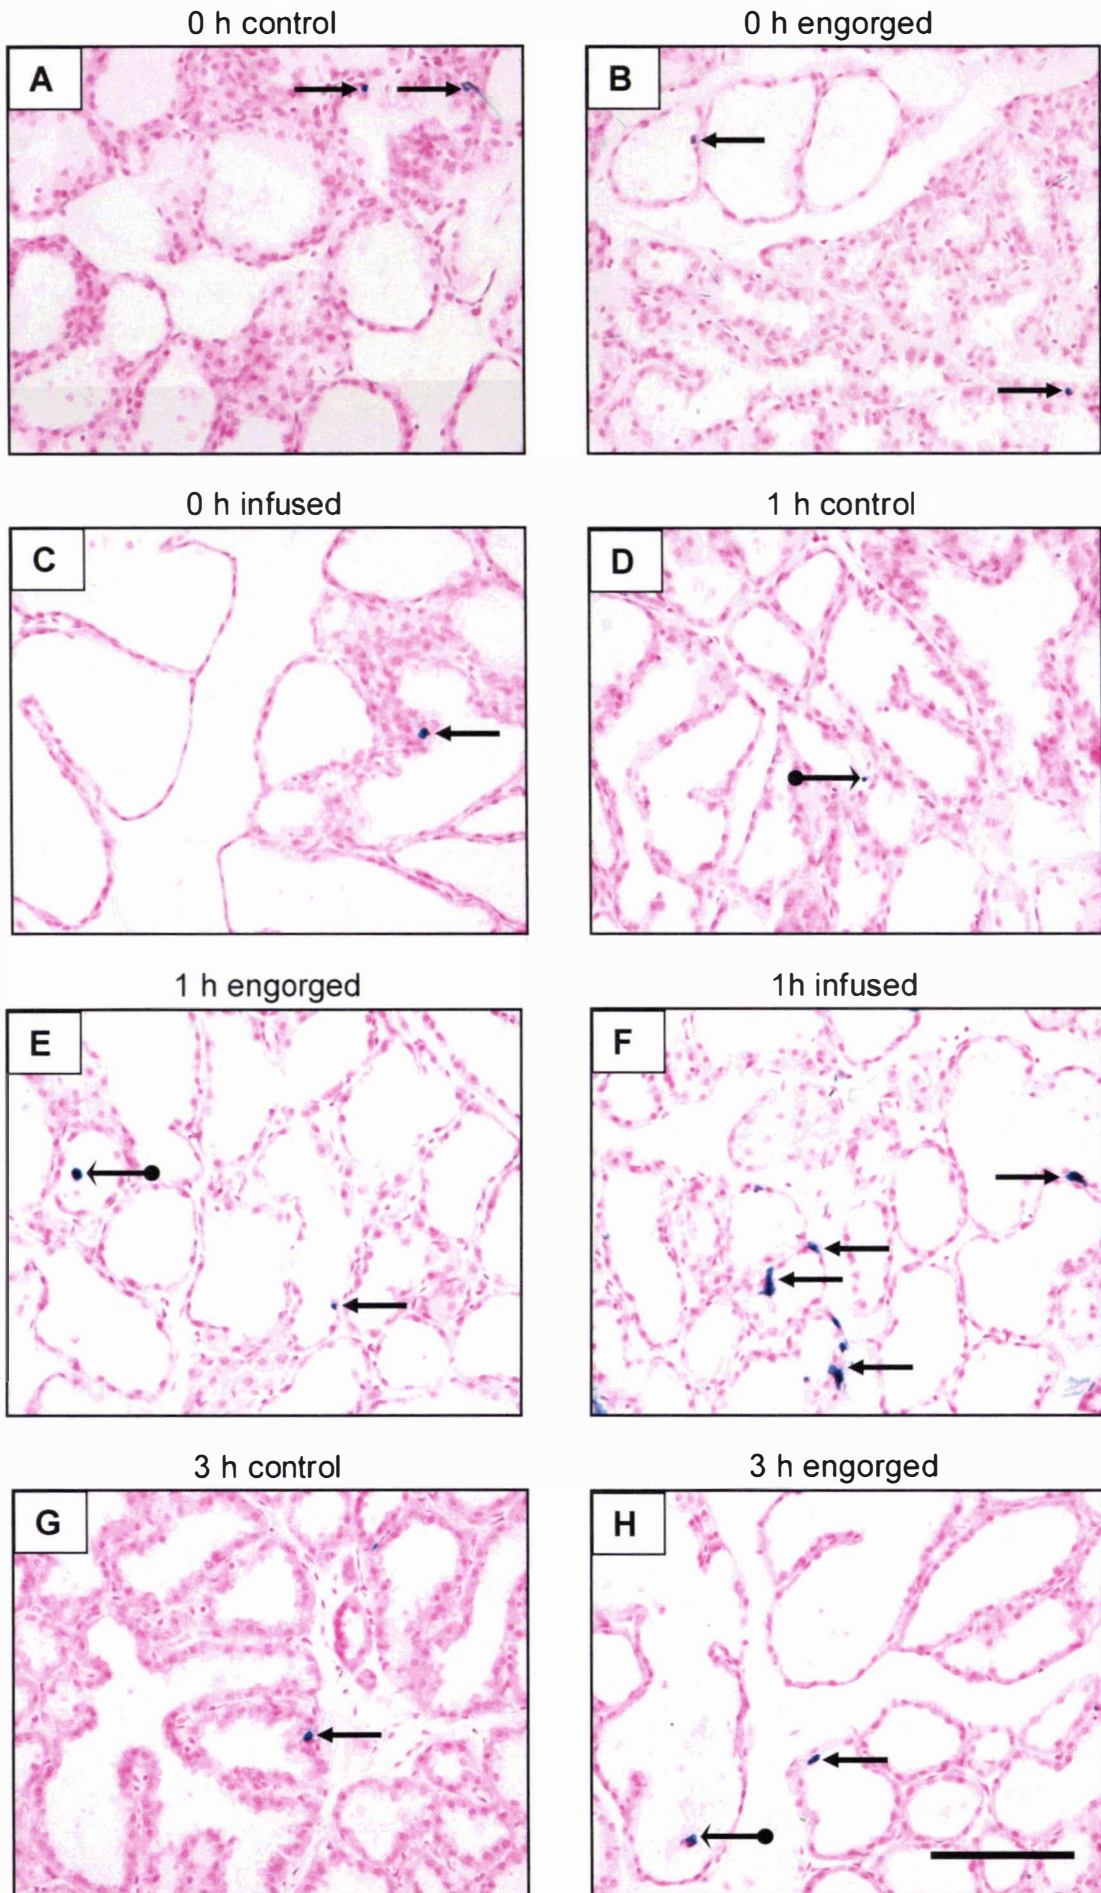 0 h control
0 h engorged
A
B
0 h infused
1 h control
C
D
1 h engorged
1h infused
E
F
3 h control
3 h engorged
G
H